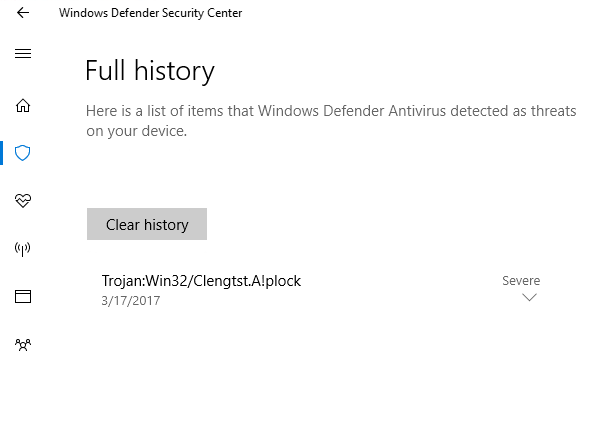 Windows Defender Security Center
Full history
Here is a list of items that Windows Defender Antivirus detected as threats
on your device.
Clear history
Trojan:Win32/Clengtst.A!plock
Severe
3/17/2017